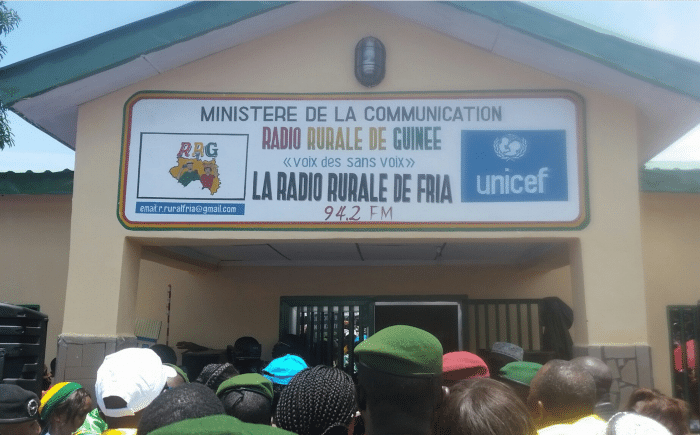 MINISTERE DE LA COMMUNICATION
RADIO RURALE DE GUINEE
«voix des sans voix»
LA RADIO RURALE DE FRIA
94.2 FM
RRG
email: r.ruralfria@gmail.com
unicef